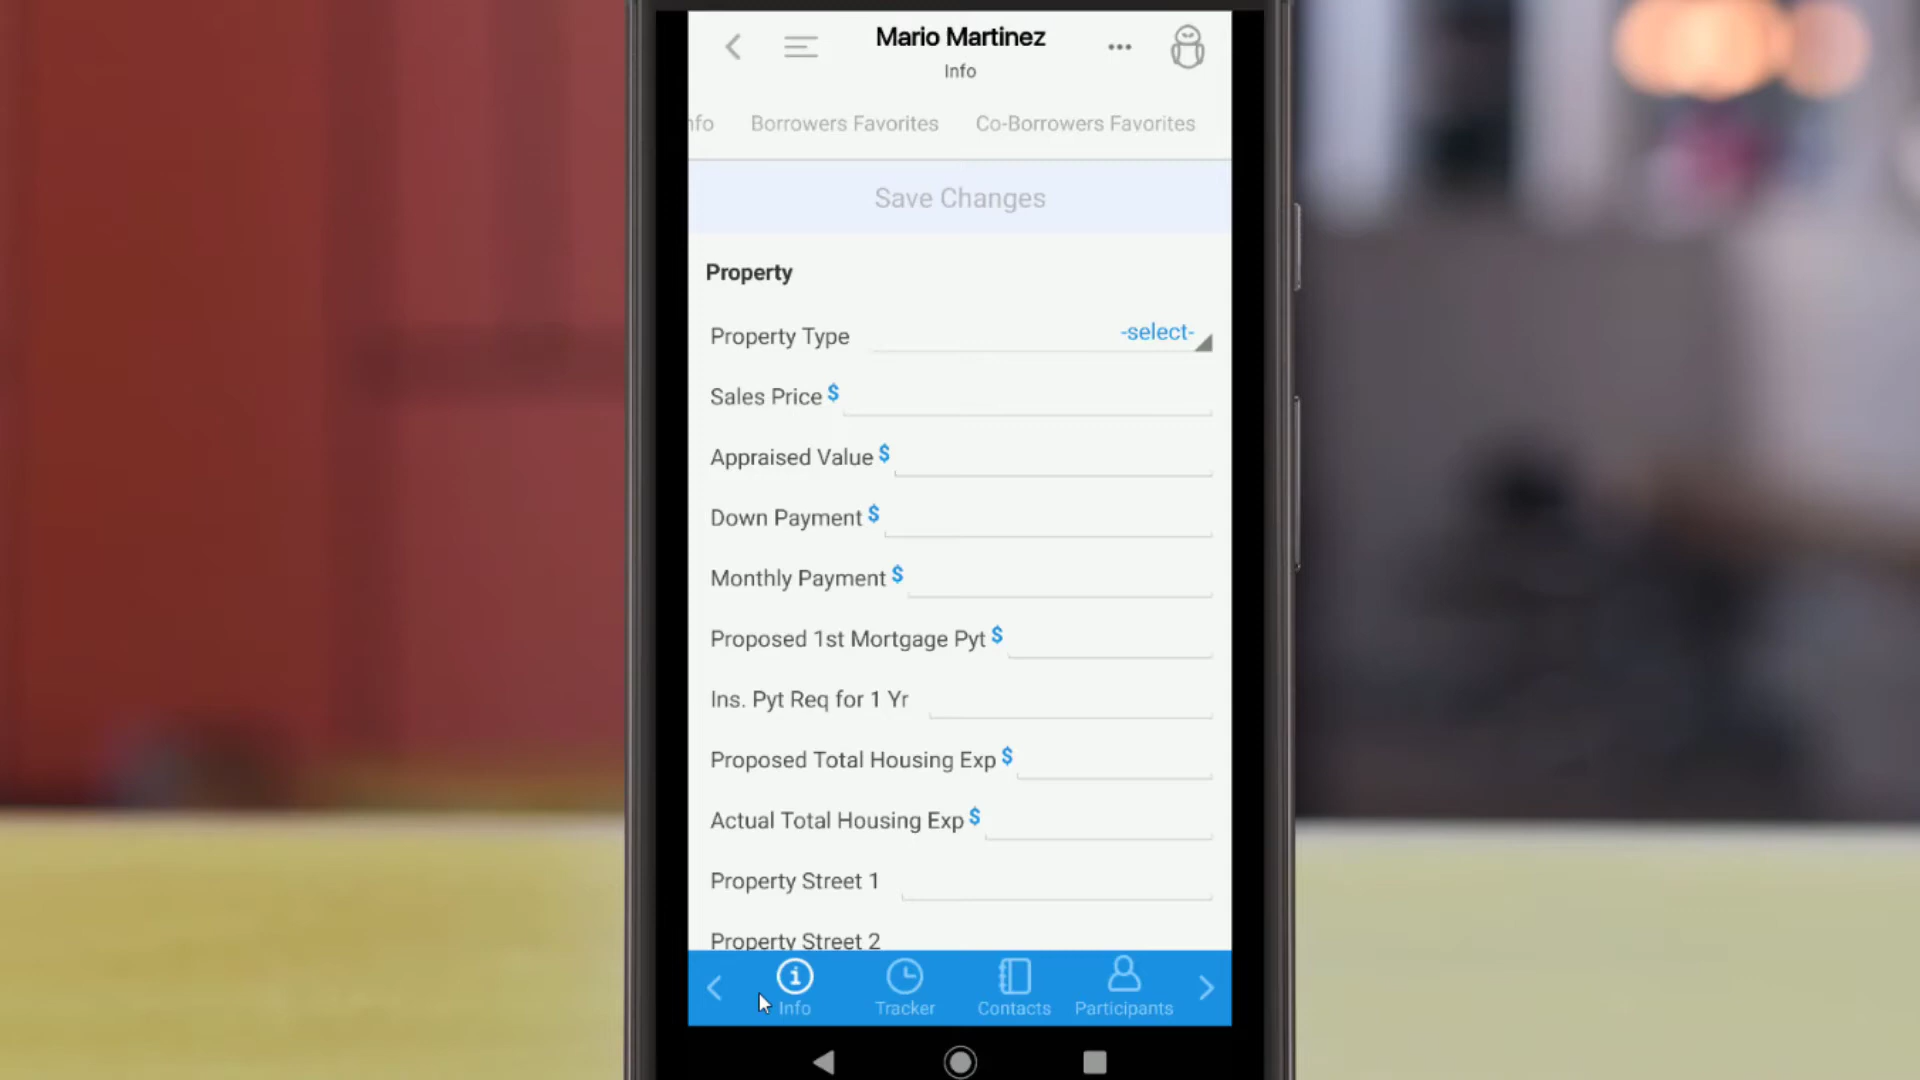 Mario Martinez
Info
nfo Borrowers Favorites Co-Borrowers Favorites
Save Changes
Property
Property Type -select-
Sales Price $
Appraised Value $
Down Payment $
Monthly Payment $
Proposed 1st Mortgage Pyt $
Ins. Pyt Req for 1 Yr
Proposed Total Housing Exp $
Actual Total Housing Exp $
Property Street 1
Property Street 2
Info Tracker Contacts Participants